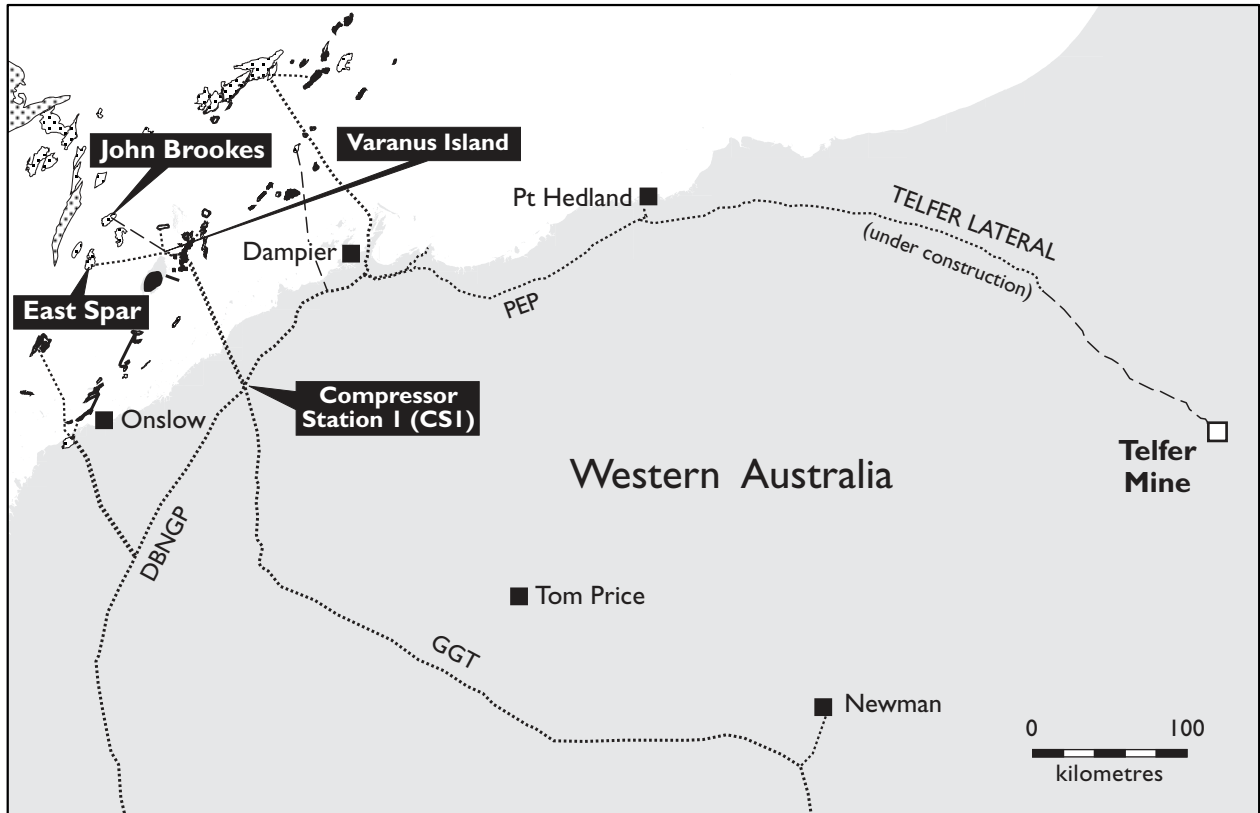 John Brookes
Varanus Island
Pt Hedland
TELFER LATERAL
(under construction)
Dampier
East Spar
PEP
Compressor
Station 1 (CS1)
Onslow
Telfer
Mine
Western Australia
DBNGP
Tom Price
GGT
Newman
0 100
kilometres